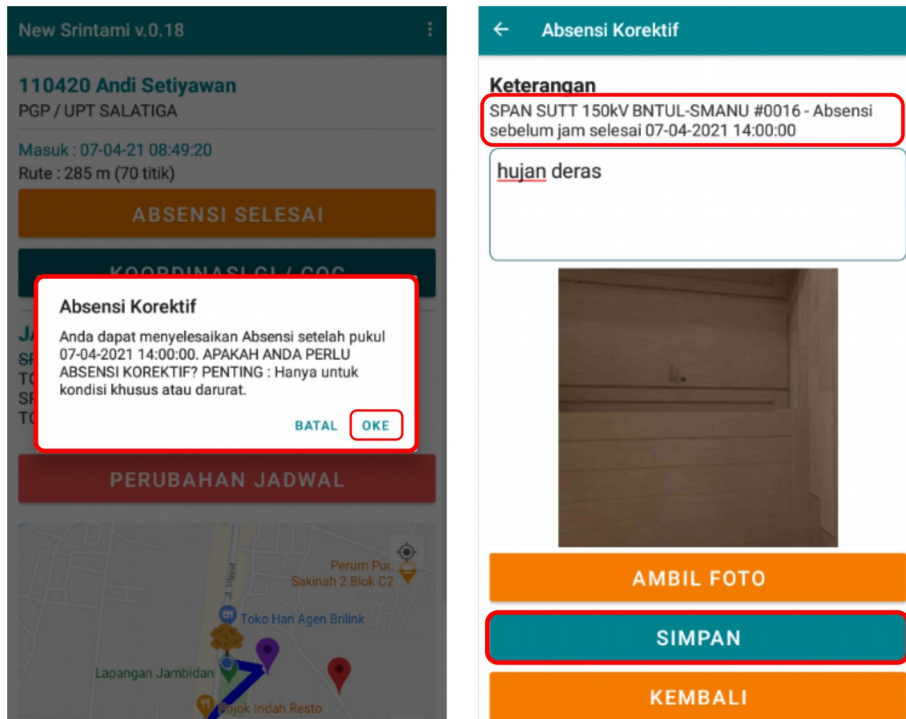 New Srintami v.0.18
110420 Andi Setiyawan
PGP / UPT SALATIGA
Masuk : 07-04-21 08:49:20
Rute : 285 m (70 titik)
ABSENSI SELESAI
KOORDINASI GI / COC
Absensi Korektif
Anda dapat menyelesaikan Absensi setelah pukul
07-04-2021 14:00:00. APAKAH ANDA PERLU
ABSENSI KOREKTIF? PENTING : Hanya untuk
kondisi khusus atau darurat.
BATAL OKE
PERUBAHAN JADWAL
Perum Pui
Sakinah 2 Blok C2
Toko Hari Agen Brilink
Lapangan Jambidan
Pojok Indah Resto
Absensi Korektif
Keterangan
SPAN SUTT 150kV BNTUL-SMANU #0016 - Absensi
sebelum jam selesai 07-04-2021 14:00:00
hujan deras
AMBIL FOTO
SIMPAN
KEMBALI